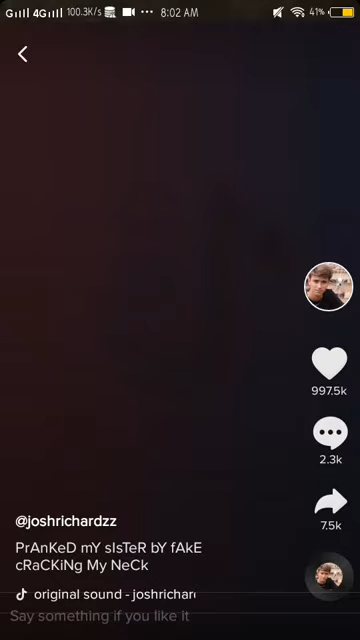 G 4G 100.3K/s ··· 8:02 AM 41%
997.5k
2.3k
7.5k
@joshrichardzz
PrAnKeD mY sIsTeR bY fAkE
cRaCKiNg My NeCk
original sound - joshrichar
Say something if you like it